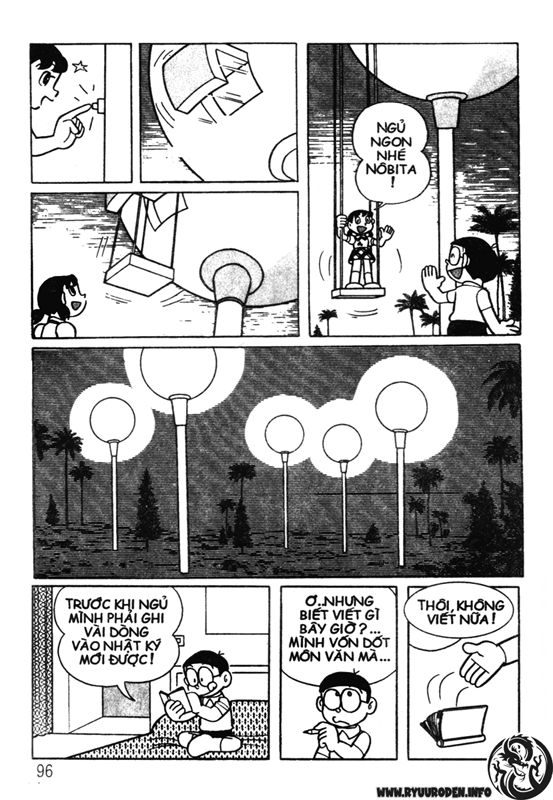 NGỦ
NGON
NHÉ
NÔBITA
!
TRƯỚC KHI NGỦ
MÌNH PHẢI GHI
VÀI DÒNG
VÀO NHẬT KÝ
MỚI ĐƯỢC!
Ơ..NHƯNG
BIẾT VIẾT GÌ
BÂY GIỜ?...
MÌNH VỐN DỐT
MÔN VĂN MÀ...
THÔI, KHÔNG
VIẾT NỮA!
96
WWW.RYUURODEN.INFO